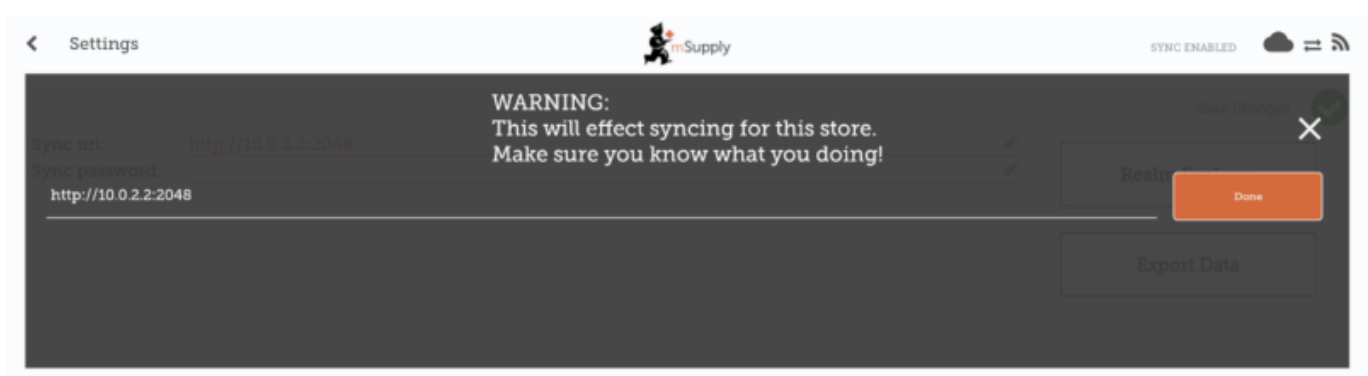 Settings
mSupply
SYNC ENABLED
WARNING:
This will effect syncing for this store.
Make sure you know what you doing!
Save Changes
Sync url: http://10.0.2.2:2048
Sync password:
Realm
http://10.0.2.2:2048
Done
Export Data